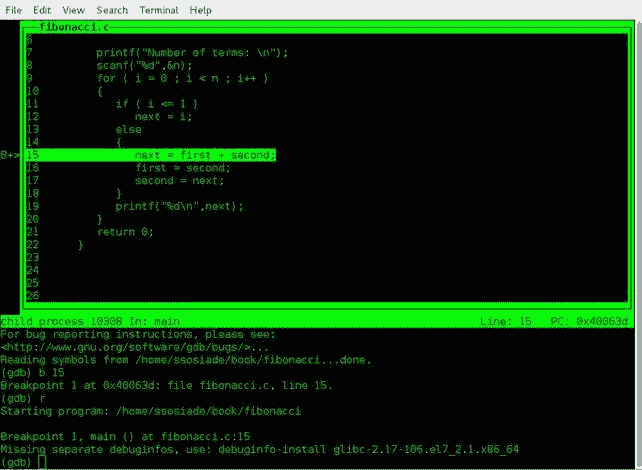 File Edit View Search Terminal Help
fibonacci.c
6
7 printf("Number of terms: \n");
8 scanf("%d",&n);
9 for ( i = 0 ; i < n ; i++ )
10 {
11 if ( i <= 1 )
12 next = i;
13 else
14 {
B+> 15 next = first + second;
16 first = second;
17 second = next;
18 }
19 printf("%d\n",next);
20 }
21 return 0;
22 }
23
24
25
26
child process 10308 In: main Line: 15 PC: 0x40063d
For bug reporting instructions, please see:
<http://www.gnu.org/software/gdb/bugs/>...
Reading symbols from /home/ssosiade/book/fibonacci...done.
(gdb) b 15
Breakpoint 1 at 0x40063d: file fibonacci.c, line 15.
(gdb) r
Starting program: /home/ssosiade/book/fibonacci
Breakpoint 1, main () at fibonacci.c:15
Missing separate debuginfos, use: debuginfo-install glibc-2.17-106.el7_2.1.x86_64
(gdb)